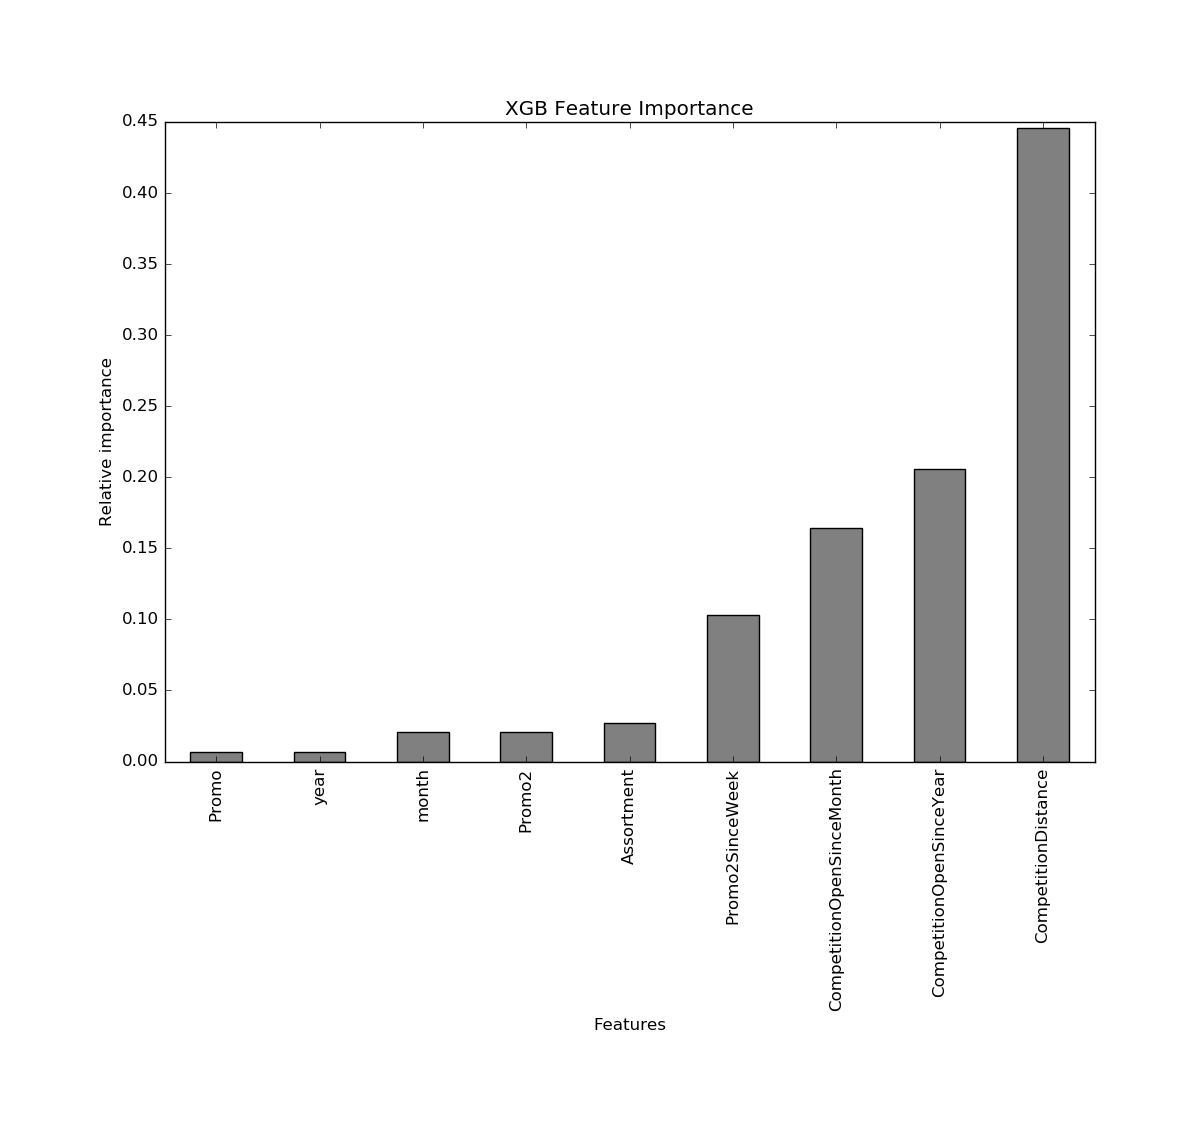 XGB Feature Importance
0.45
0.40
0.35
0.30
0.25
0.20
0.15
0.10
0.05
0.00
Relative importance
Promo
year
month
Promo2
Assortment
Promo2SinceWeek
CompetitionOpenSinceMonth
CompetitionOpenSinceYear
CompetitionDistance
Features